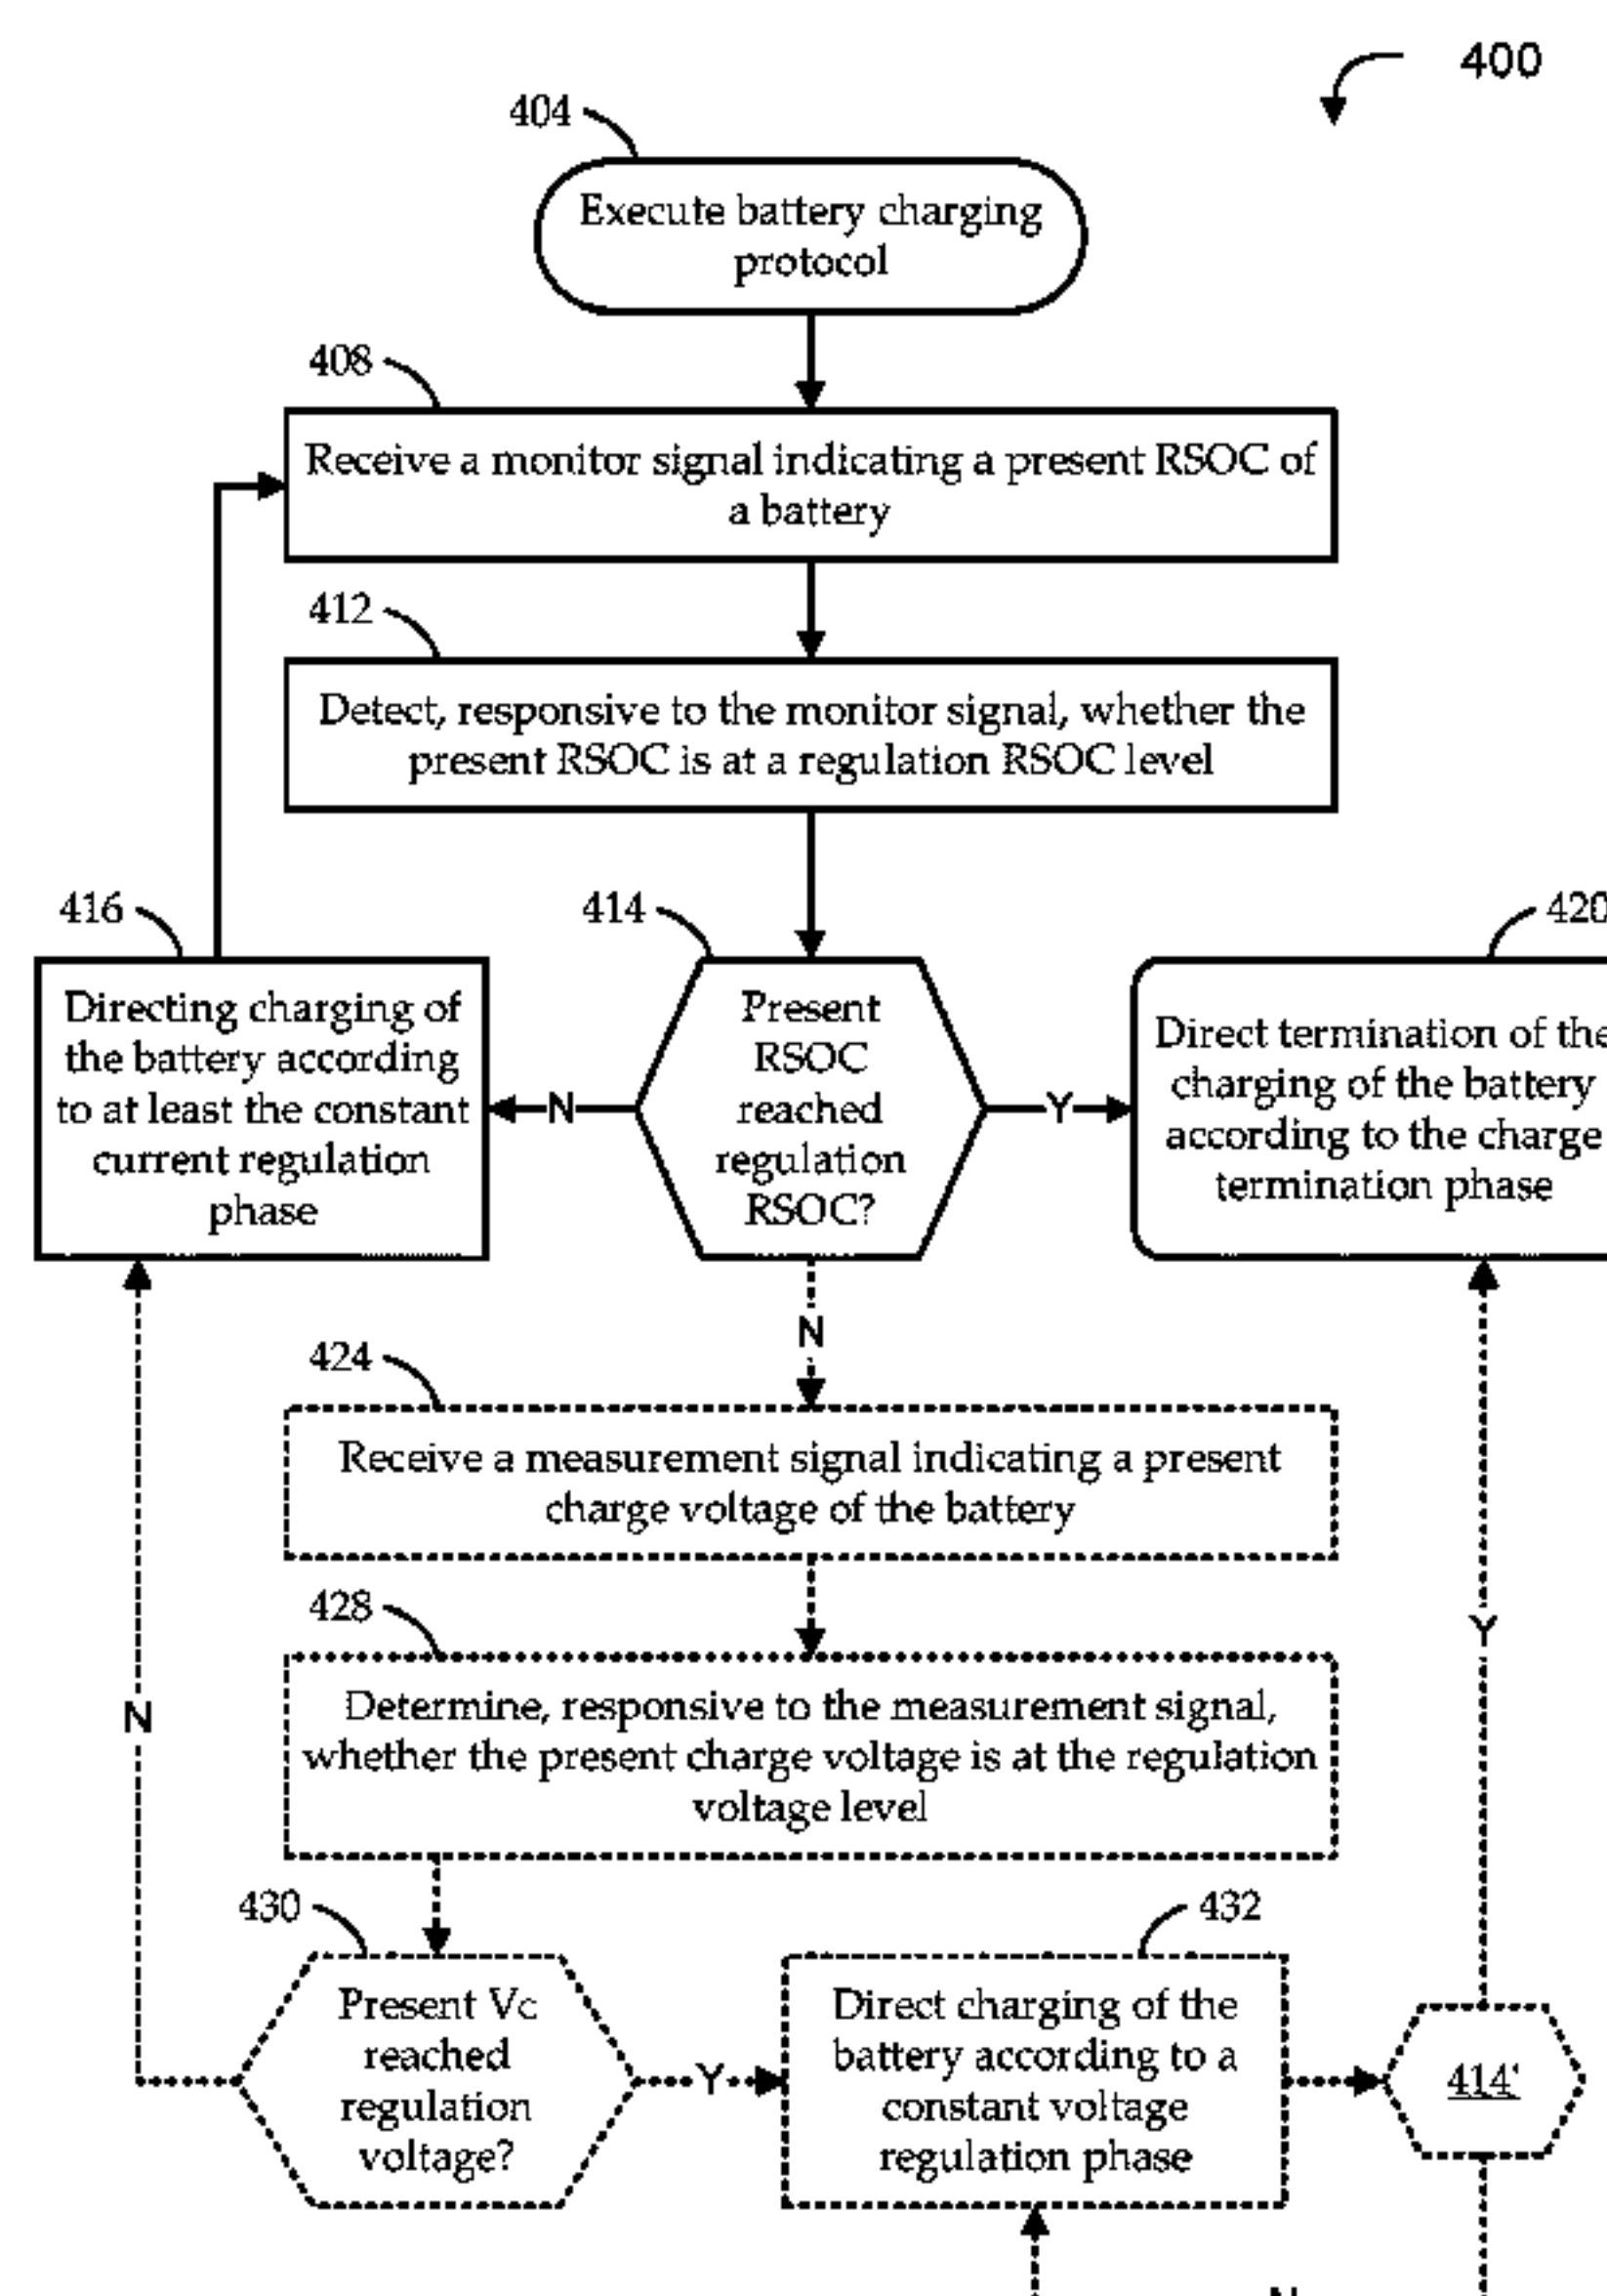 400
404
Execute battery charging
protocol
408
Receive a monitor signal indicating a present RSOC of
a battery
412
Detect, responsive to the monitor signal, whether the
present RSOC is at a regulation RSOC level
416
414
420
Directing charging of
the battery according
to at least the constant
current regulation
phase
N
Present
RSOC
reached
regulation
RSOC?
Y
Direct termination of the
charging of the battery
according to the charge
termination phase
N
424
Receive a measurement signal indicating a present
charge voltage of the battery
428
Determine, responsive to the measurement signal,
whether the present charge voltage is at the regulation
voltage level
N
Y
430
432
Present Vc
reached
regulation
voltage?
Y
Direct charging of the
battery according to a
constant voltage
regulation phase
414'